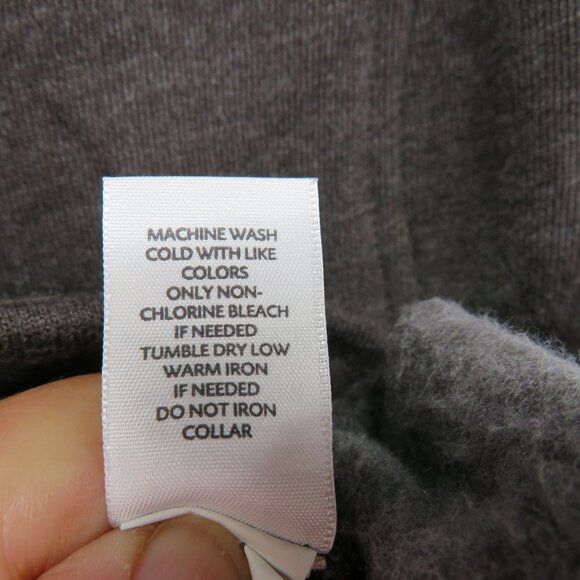 MACHINE WASH
COLD WITH LIKE
COLORS
ONLY NON-
CHLORINE BLEACH
IF NEEDED
TUMBLE DRY LOW
WARM IRON
IF NEEDED
DO NOT IRON
COLLAR